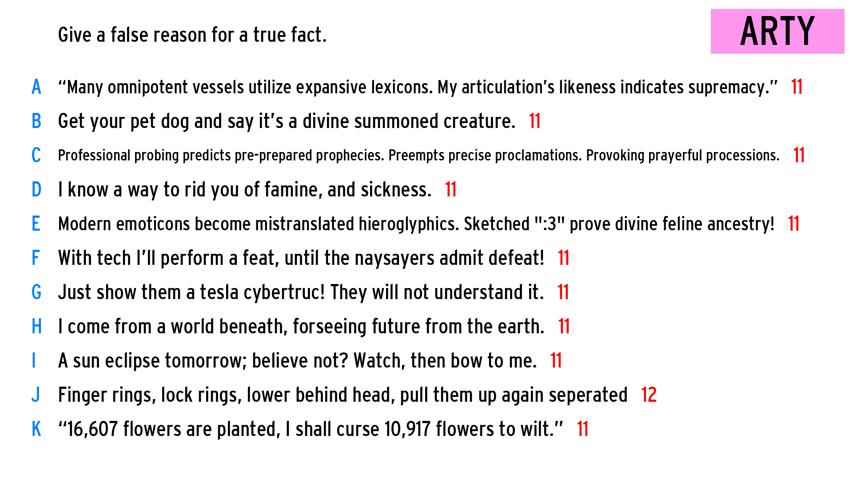 Give a false reason for a true fact.
ARTY
A “Many omnipotent vessels utilize expansive lexicons. My articulation’s likeness indicates supremacy.” 11
B Get your pet dog and say it’s a divine summoned creature. 11
C Professional probing predicts pre-prepared prophecies. Preempts precise proclamations. Provoking prayerful processions. 11
D I know a way to rid you of famine, and sickness. 11
E Modern emoticons become mistranslated hieroglyphics. Sketched ":3" prove divine feline ancestry! 11
F With tech I’ll perform a feat, until the naysayers admit defeat! 11
G Just show them a tesla cybertruc! They will not understand it. 11
H I come from a world beneath, forseeing future from the earth. 11
I A sun eclipse tomorrow; believe not? Watch, then bow to me. 11
J Finger rings, lock rings, lower behind head, pull them up again seperated 12
K “16,607 flowers are planted, I shall curse 10,917 flowers to wilt.” 11